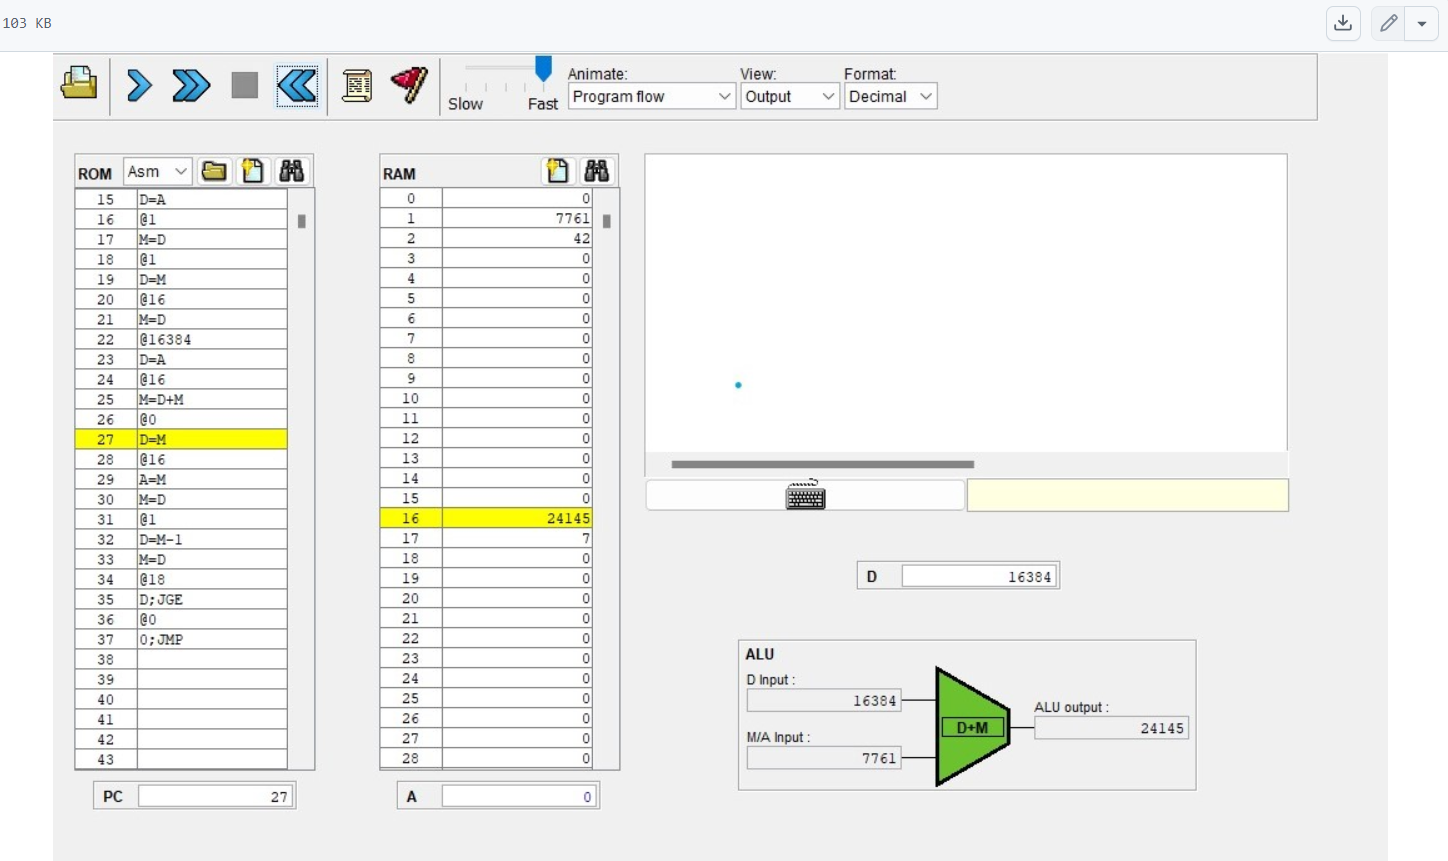 103 KB
Animate:
View:
Format:
Program flow
Output
Decimal
Slow
Fast
ROM
Asm
15 D=A
16 @1
17 M=D
18 @1
19 D=M
20 @16
21 M=D
22 @16384
23 D=A
24 @16
25 M=D+M
26 @0
27 D=M
28 @16
29 A=M
30 M=D
31 @1
32 D=M-1
33 M=D
34 @18
35 D;JGE
36 @0
37 0;JMP
38
39
40
41
42
43
PC 27
RAM
0 0
1 7761
2 42
3 0
4 0
5 0
6 0
7 0
8 0
9 0
10 0
11 0
12 0
13 0
14 0
15 0
16 24145
17 7
18 0
19 0
20 0
21 0
22 0
23 0
24 0
25 0
26 0
27 0
28 0
A 0
D 16384
ALU
D Input :
16384
M/A Input :
7761
D+M
ALU output :
24145